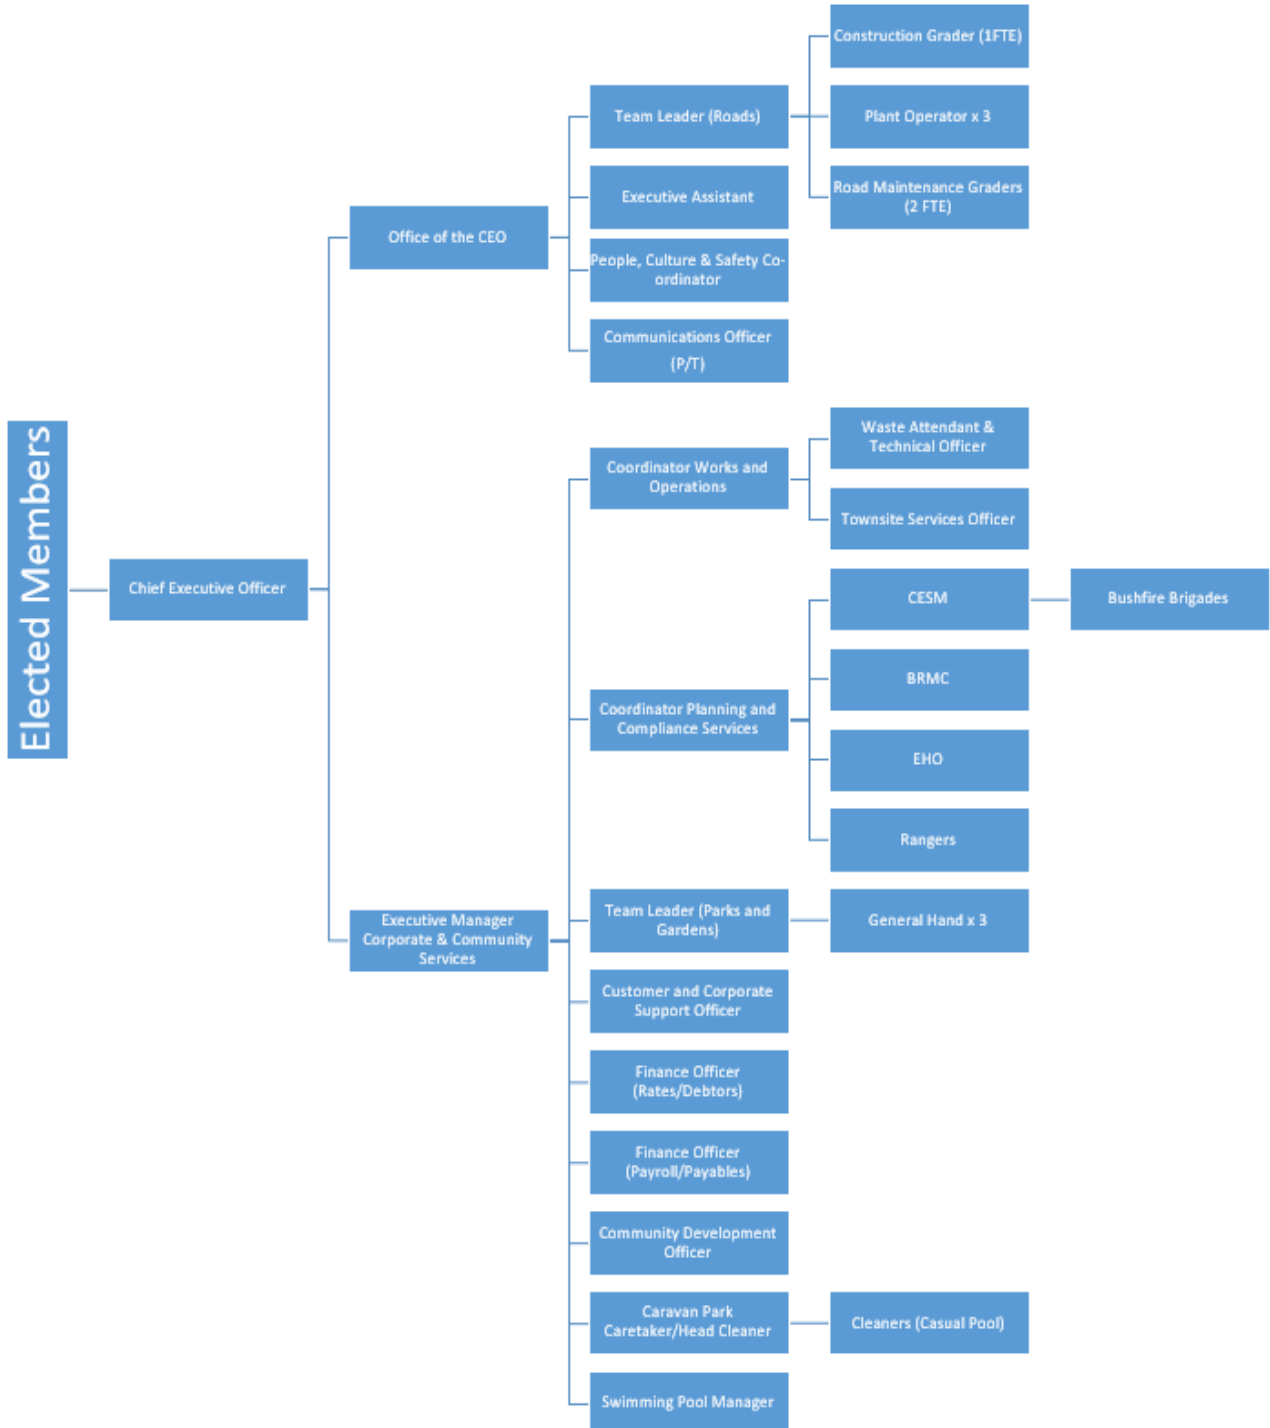 Elected Members
Chief Executive Officer
Office of the CEO
Team Leader (Roads)
Construction Grader (1FTE)
Plant Operator x 3
Road Maintenance Graders
(2 FTE)
Executive Assistant
People, Culture & Safety Co-
ordinator
Communications Officer
(P/T)
Executive Manager
Corporate & Community
Services
Coordinator Works and
Operations
Waste Attendant &
Technical Officer
Townsite Services Officer
Coordinator Planning and
Compliance Services
CESM
Bushfire Brigades
BRMC
EHO
Rangers
Team Leader (Parks and
Gardens)
General Hand x 3
Customer and Corporate
Support Officer
Finance Officer
(Rates/Debtors)
Finance Officer
(Payroll/Payables)
Community Development
Officer
Caravan Park
Caretaker/Head Cleaner
Cleaners (Casual Pool)
Swimming Pool Manager